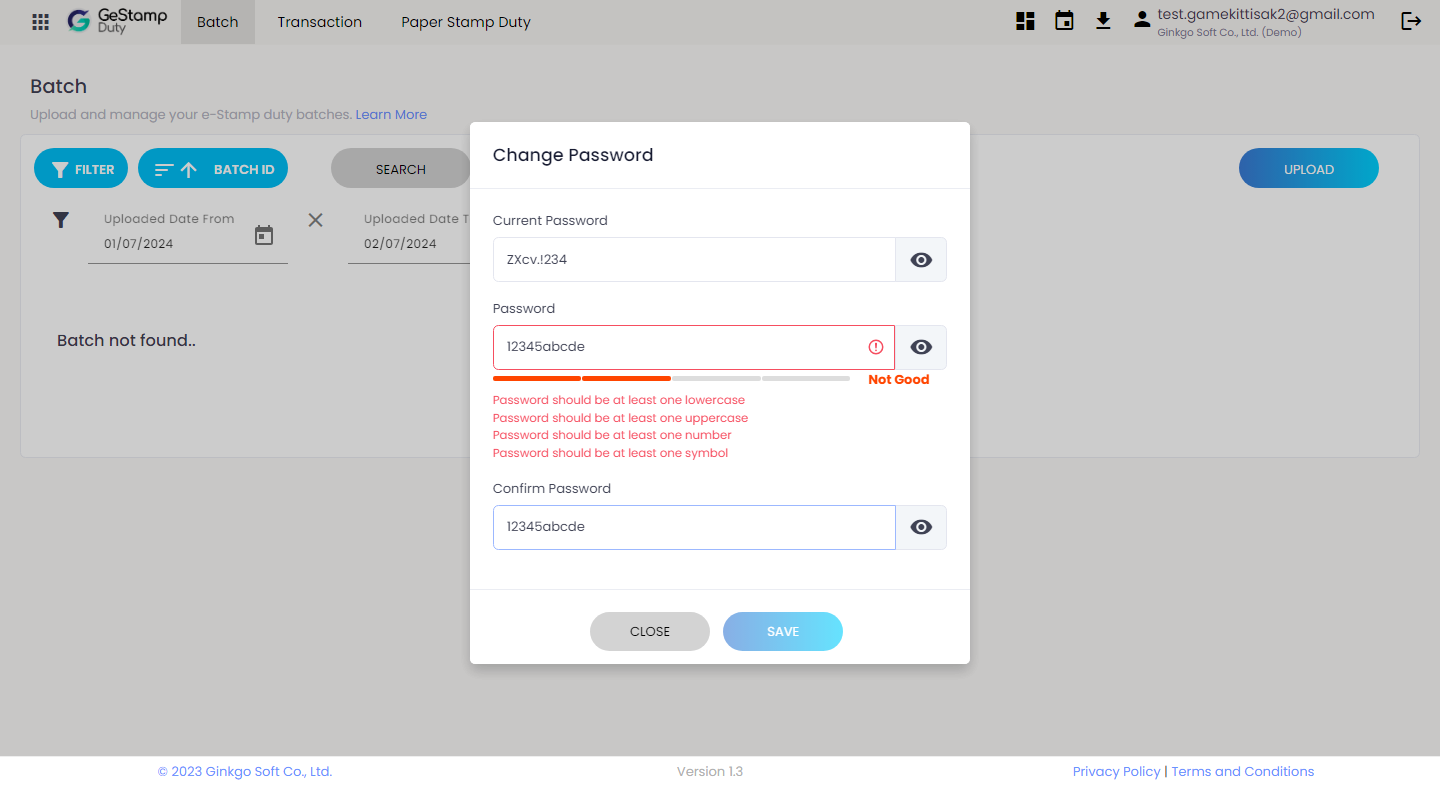 GeStamp
Duty
Batch
Transaction
Paper Stamp Duty
test.gamekittisak2@gmail.com
Ginkgo Soft Co., Ltd. (Demo)
Batch
Upload and manage your e-Stamp duty batches. Learn More
FILTER
BATCH ID
SEARCH
UPLOAD
Uploaded Date From
01/07/2024
Uploaded Date T
02/07/2024
Batch not found..
Change Password
Current Password
ZXcv.!234
Password
12345abcde
Not Good
Password should be at least one lowercase
Password should be at least one uppercase
Password should be at least one number
Password should be at least one symbol
Confirm Password
12345abcde
CLOSE
SAVE
© 2023 Ginkgo Soft Co., Ltd.
Version 1.3
Privacy Policy | Terms and Conditions